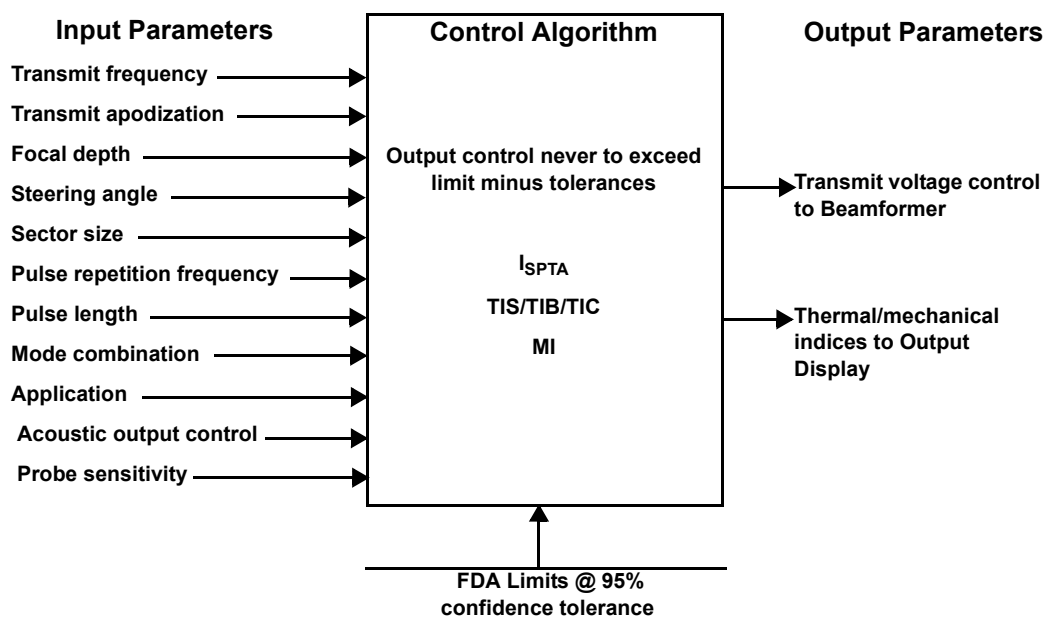 Input Parameters
Transmit frequency
Transmit apodization
Focal depth
Steering angle
Sector size
Pulse repetition frequency
Pulse length
Mode combination
Application
Acoustic output control
Probe sensitivity
Control Algorithm
Output control never to exceed
limit minus tolerances
ISPTA
TIS/TIB/TIC
MI
Output Parameters
Transmit voltage control
to Beamformer
Thermal/mechanical
indices to Output
Display
FDA Limits @ 95%
confidence tolerance